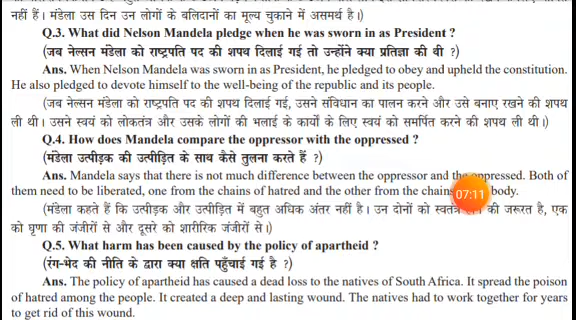 नहीं हैं। मंडेला उस दिन उन लोगों के बलिदानों का मूल्य चुकाने में असमर्थ है।)
Q.3. What did Nelson Mandela pledge when he was sworn in as President ?
(जब नेल्सन मंडेला को राष्ट्रपति पद की शपथ दिलाई गई तो उन्होंने क्या प्रतिज्ञा की थी ?)
Ans. When Nelson Mandela was sworn in as President, he pledged to obey and upheld the constitution.
He also pledged to devote himself to the well-being of the republic and its people.
(जब नेल्सन मंडेला को राष्ट्रपति पद की शपथ दिलाई गई, उसने संविधान का पालन करने और उसे बनाए रखने की शपथ
ली थी। उसने स्वयं को लोकतंत्र और उसके लोगों की भलाई के कार्यों के लिए स्वयं को समर्पित करने की शपथ ली थी।)
Q.4. How does Mandela compare the oppressor with the oppressed ?
(मंडेला उत्पीड़क की उत्पीड़ित के साथ कैसे तुलना करते हैं ?)
Ans. Mandela says that there is not much difference between the oppressor and the oppressed. Both of
them need to be liberated, one from the chains of hatred and the other from the chains 07:11 body.
(मंडेला कहते हैं कि उत्पीड़क और उत्पीड़ित में बहुत अधिक अंतर नहीं है। उन दोनों को स्वतंत्र की जरूरत है, एक
को घृणा की जंजीरों से और दूसरे को शारीरिक जंजीरों से।)
Q.5. What harm has been caused by the policy of apartheid ?
(रंग-भेद की नीति के द्वारा क्या क्षति पहुँचाई गई है ?)
Ans. The policy of apartheid has caused a dead loss to the natives of South Africa. It spread the poison
of hatred among the people. It created a deep and lasting wound. The natives had to work together for years
to get rid of this wound.